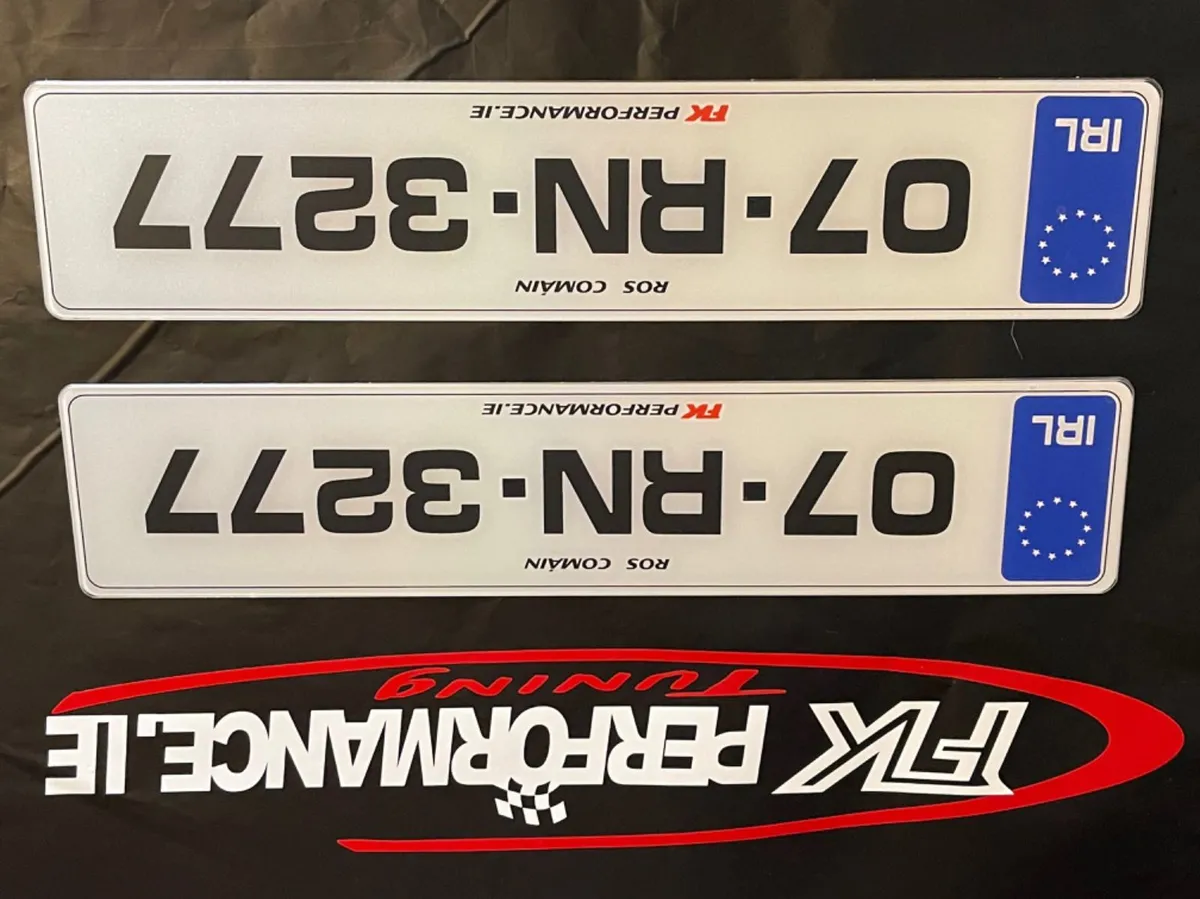 FK PERFORMANCE.IE
TUNING
ROS COMÁIN
07·RN·3277
IRL
FK PERFORMANCE.IE
ROS COMÁIN
07·RN·3277
IRL
FK PERFORMANCE.IE